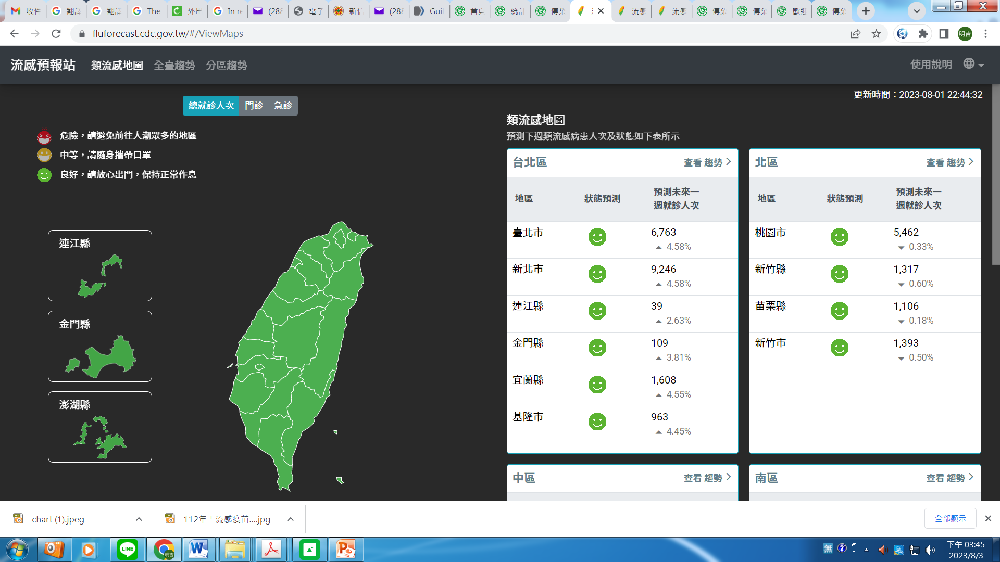 收件
翻譯
翻譯
The
外出
In re
(288
電子
新信
(288
Guil
首頁
統計
傳染
流感
流感
傳染
傳染
歡迎
傳染
fluforecast.cdc.gov.tw/#/ViewMaps
明吉
流感預報站 類流感地圖 全臺趨勢 分區趨勢 使用說明
更新時間：2023-08-01 22:44:32
總就診人次 門診 急診
危險，請避免前往人潮眾多的地區
中等，請隨身攜帶口罩
良好，請放心出門，保持正常作息
連江縣
金門縣
澎湖縣
類流感地圖
預測下週類流感病患人次及狀態如下表所示
台北區 查看 趨勢
地區 狀態預測 預測未來一
週就診人次
臺北市 6,763
4.58%
新北市 9,246
4.58%
連江縣 39
2.63%
金門縣 109
3.81%
宜蘭縣 1,608
4.55%
基隆市 963
4.45%
北區 查看 趨勢
地區 狀態預測 預測未來一
週就診人次
桃園市 5,462
0.33%
新竹縣 1,317
0.60%
苗栗縣 1,106
0.18%
新竹市 1,393
0.50%
中區 查看 趨勢
南區 查看 趨勢
chart (1).jpeg
112年「流感疫苗....jpg
全部顯示
LINE
明吉
無
下午 03:45
2023/8/3